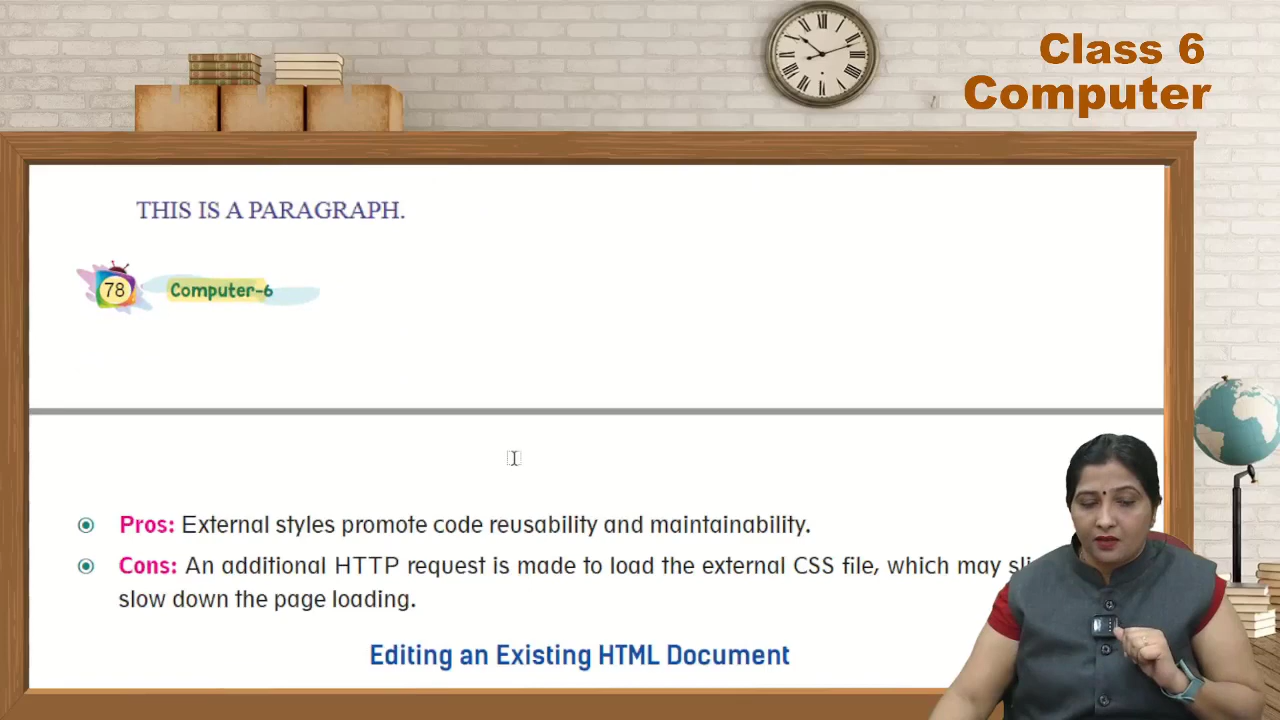 Class 6
Computer
THIS IS A PARAGRAPH.
78 Computer-6
Pros: External styles promote code reusability and maintainability.
Cons: An additional HTTP request is made to load the external CSS file, which may
slow down the page loading.
Editing an Existing HTML Document